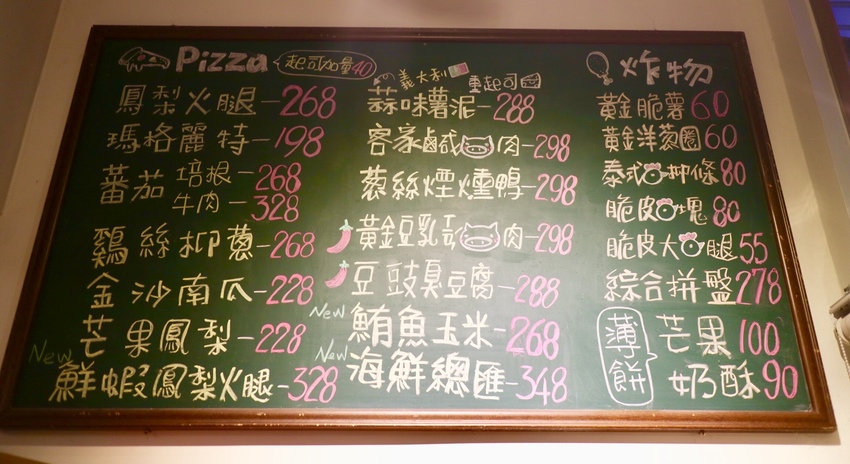 Pizza 起司加量40
鳳梨火腿-268
瑪格麗特-198
蕃茄 培根-268
牛肉-328
鷄絲柳蔥-268
金沙南瓜-228
芒果鳳梨-228
New
鮮蝦鳳梨火腿-328
義大利 重起司
蒜味薯泥-288
客家鹹肉-298
蔥絲煙燻鴨-298
黃金豆乳肉-298
豆豉臭豆腐-288
New
鮪魚玉米-268
New
海鮮總匯-348
炸物
黃金脆薯60
黃金洋蔥圈60
泰式柳條80
脆皮塊80
脆皮大腿55
綜合拼盤278
薄餅
芒果100
奶酥90